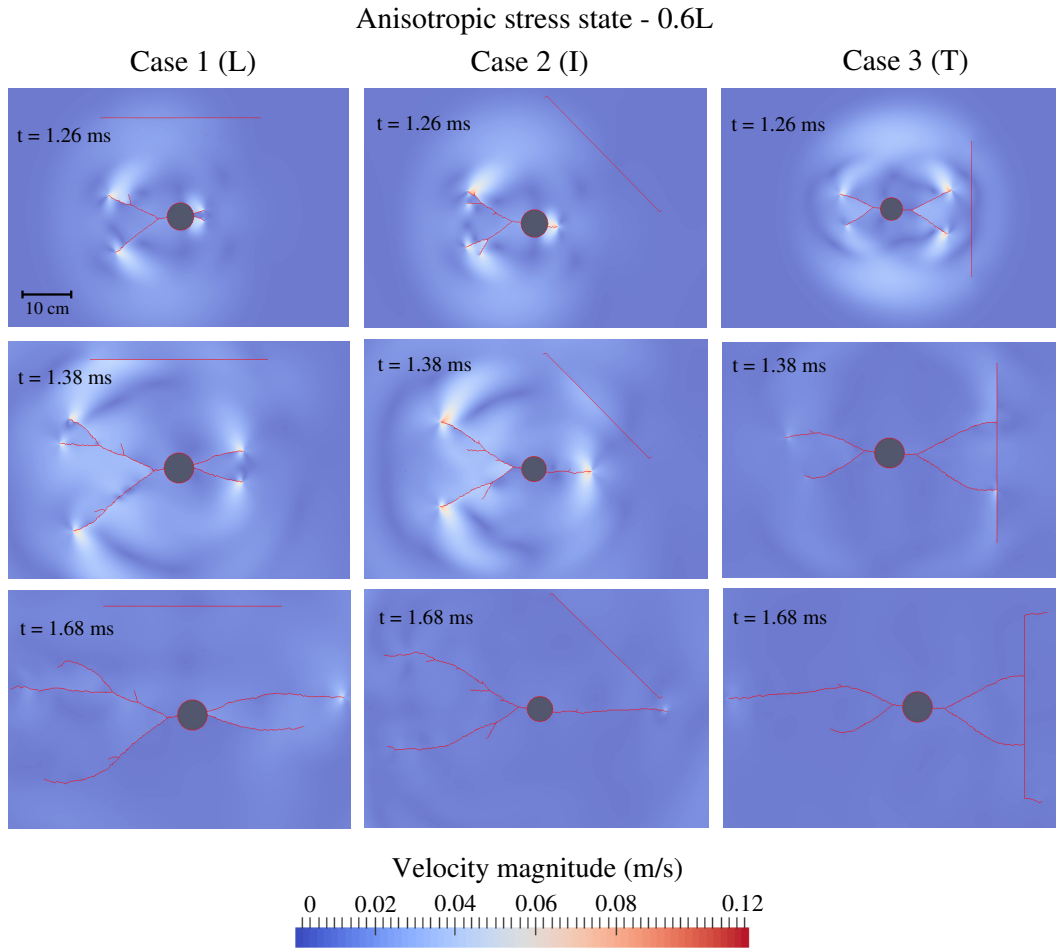 Anisotropic stress state - 0.6L
Case 1 (L)
Case 2 (I)
Case 3 (T)
t = 1.26 ms
t = 1.26 ms
t = 1.26 ms
10 cm
t = 1.38 ms
t = 1.38 ms
t = 1.38 ms
t = 1.68 ms
t = 1.68 ms
t = 1.68 ms
Velocity magnitude (m/s)
0 0.02 0.04 0.06 0.08 0.10 0.12